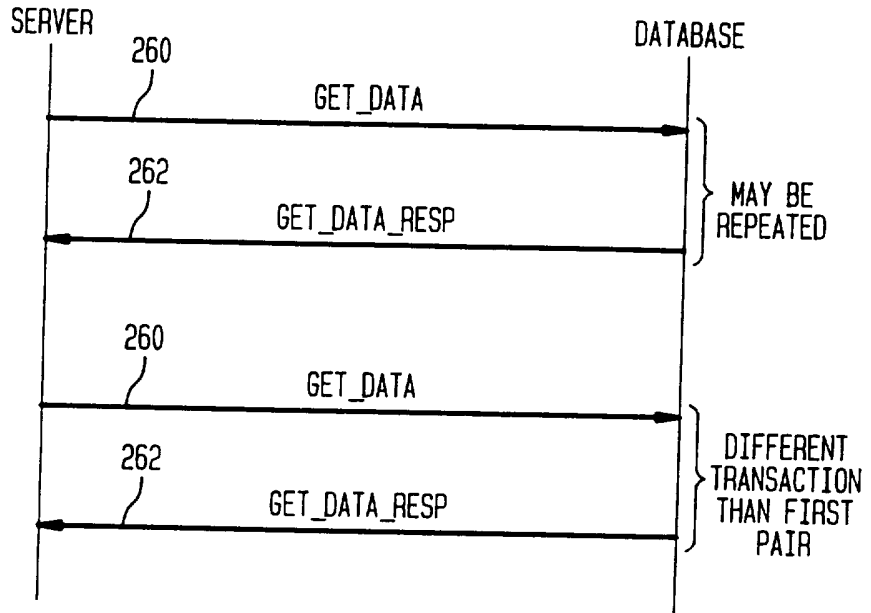 SERVER
DATABASE
260
GET_DATA
262
GET_DATA_RESP
MAY BE
REPEATED
260
GET_DATA
262
GET_DATA_RESP
DIFFERENT
TRANSACTION
THAN FIRST
PAIR